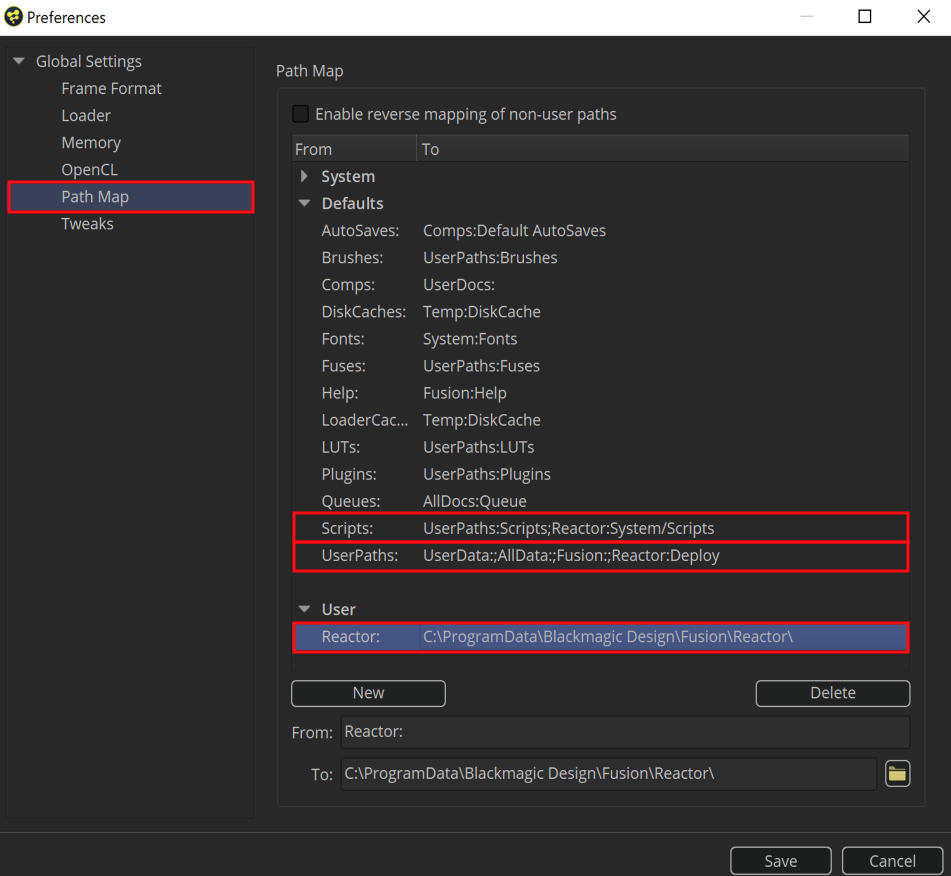 Preferences
Global Settings
Frame Format
Loader
Memory
OpenCL
Path Map
Tweaks
Path Map
Enable reverse mapping of non-user paths
From To
System
Defaults
AutoSaves: Comps:Default AutoSaves
Brushes: UserPaths:Brushes
Comps: UserDocs:
DiskCaches: Temp:DiskCache
Fonts: System:Fonts
Fuses: UserPaths:Fuses
Help: Fusion:Help
LoaderCac... Temp:DiskCache
LUTs: UserPaths:LUTs
Plugins: UserPaths:Plugins
Queues: AllDocs:Queue
Scripts: UserPaths:Scripts;Reactor:System/Scripts
UserPaths: UserData:;AllData:;Fusion:;Reactor:Deploy
User
Reactor: C:\ProgramData\Blackmagic Design\Fusion\Reactor\
New Delete
From: Reactor:
To: C:\ProgramData\Blackmagic Design\Fusion\Reactor\
Save Cancel